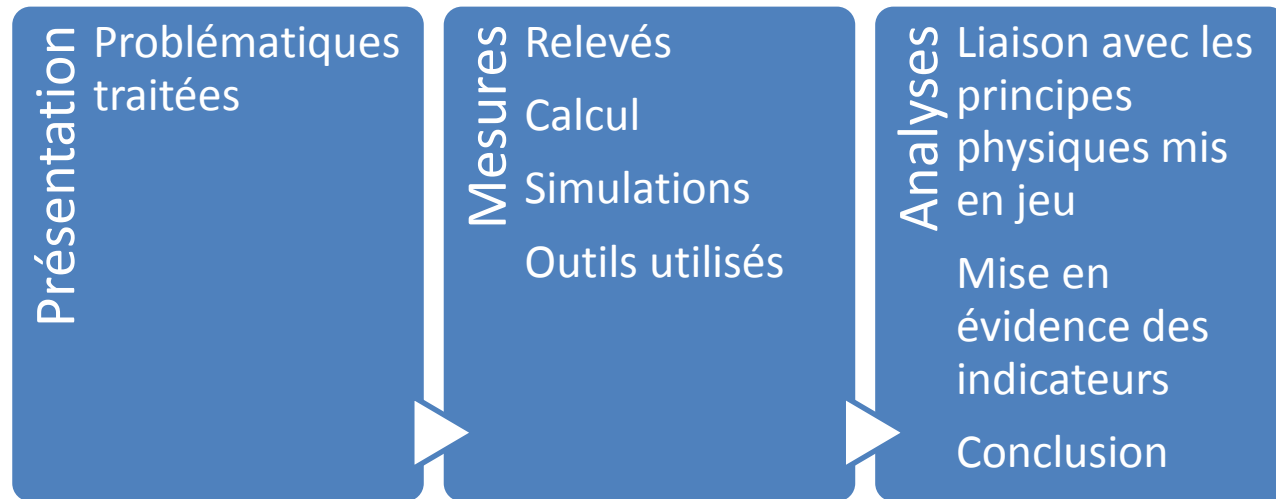 Présentation
Problématiques
traitées
Mesures
Relevés
Calcul
Simulations
Outils utilisés
Analyses
Liaison avec les
principes
physiques mis
en jeu
Mise en
évidence des
indicateurs
Conclusion